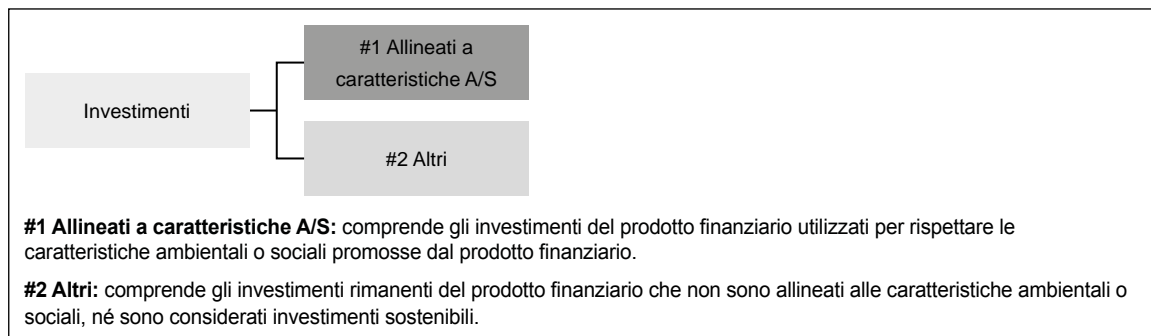 #1 Allineati a
caratteristiche A/S
Investimenti
#2 Altri
#1 Allineati a caratteristiche A/S: comprende gli investimenti del prodotto finanziario utilizzati per rispettare le
caratteristiche ambientali o sociali promosse dal prodotto finanziario.
#2 Altri: comprende gli investimenti rimanenti del prodotto finanziario che non sono allineati alle caratteristiche ambientali o
sociali, né sono considerati investimenti sostenibili.